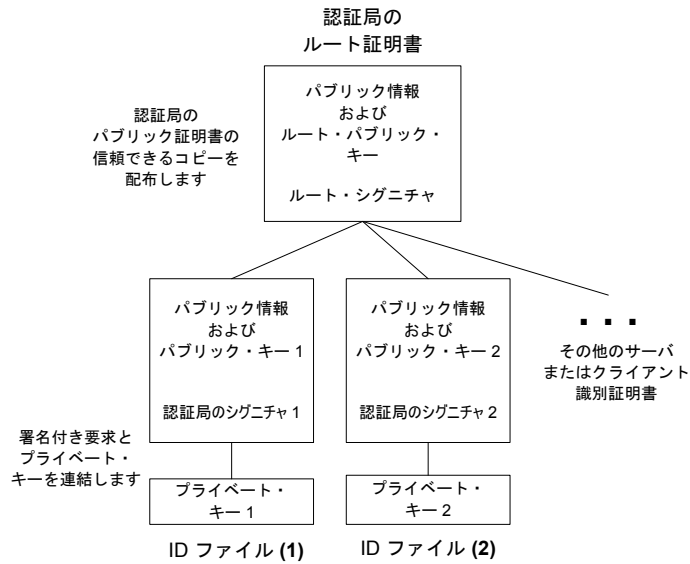 認証局の
ルート証明書
パブリック情報
および
ルート・パブリック・
キー
ルート・シグニチャ
認証局の
パブリック証明書の
信頼できるコピーを
配布します
パブリック情報
および
パブリック・キー 1
認証局のシグニチャ 1
パブリック情報
および
パブリック・キー 2
認証局のシグニチャ 2
▪ ▪ ▪
その他のサーバ
またはクライアント
識別証明書
署名付き要求と
プライベート・
キーを連結します
プライベート・
キー 1
プライベート・
キー 2
ID ファイル (1)
ID ファイル (2)